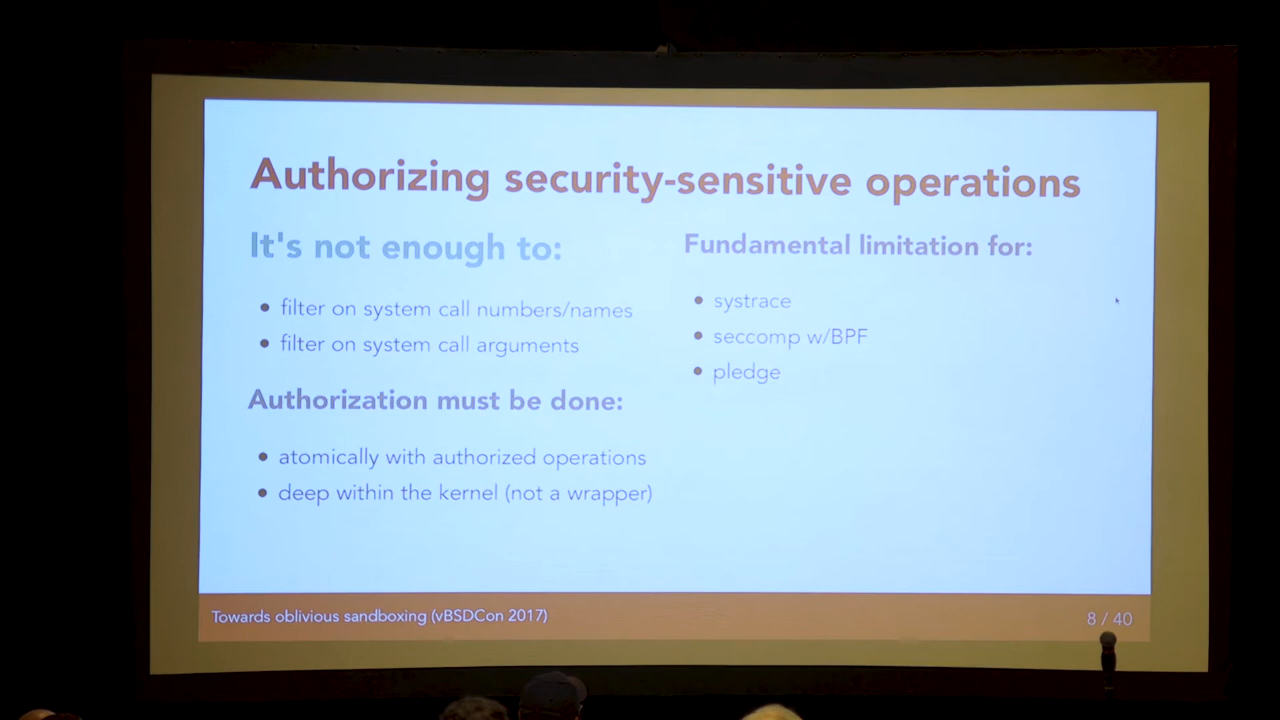 Authorizing security-sensitive operations
It's not enough to:
• filter on system call numbers/names
• filter on system call arguments
Authorization must be done:
• atomically with authorized operations
• deep within the kernel (not a wrapper)
Fundamental limitation for:
• systrace
• seccomp w/BPF
• pledge
Towards oblivious sandboxing (vBSDCon 2017)
8 / 40